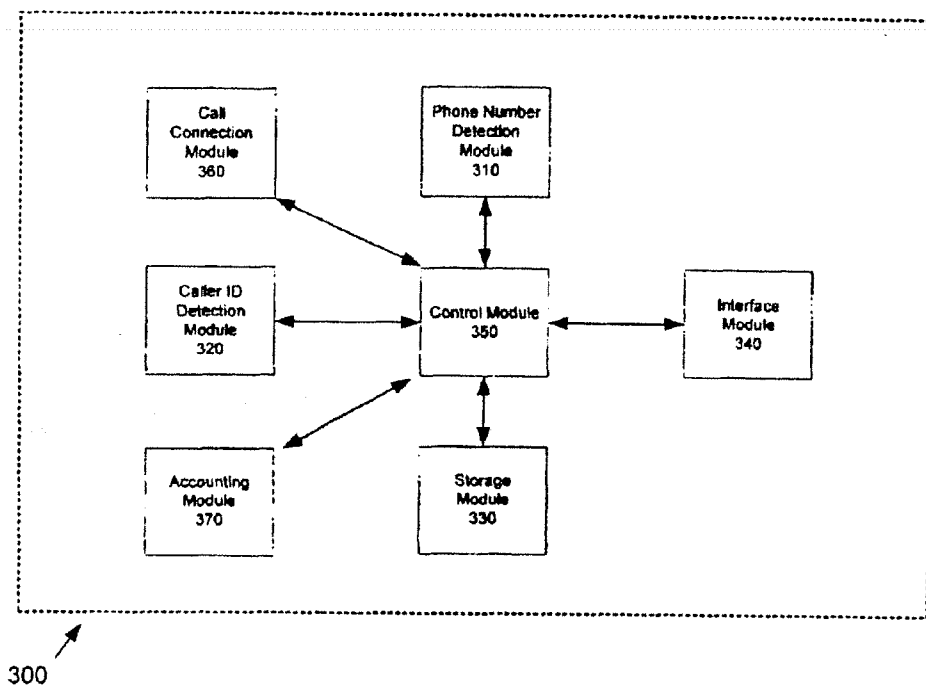 Call
Connection
Module
360
Phone Number
Detection
Module
310
Caller ID
Detection
Module
320
Control Module
350
Interface
Module
340
Accounting
Module
370
Storage
Module
330
300